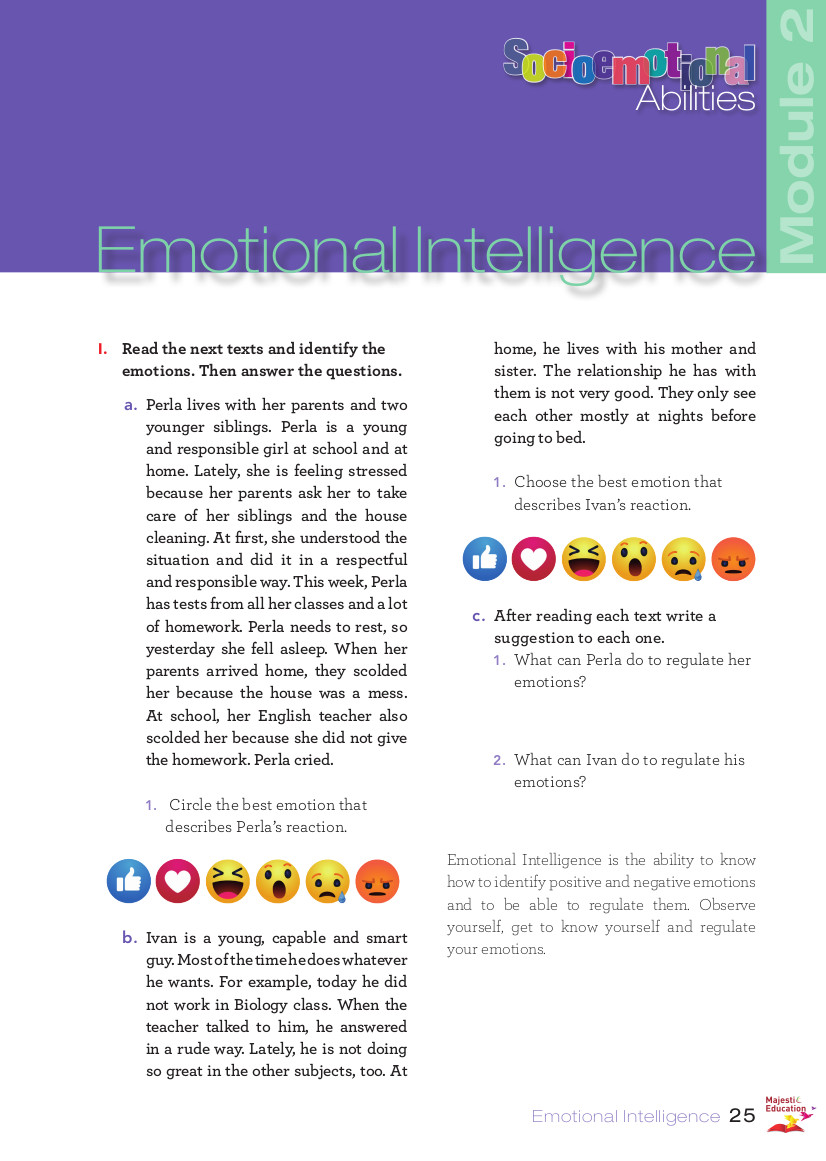 Socioemotional
Abilities
Module 2
Emotional Intelligence
I. Read the next texts and identify the
emotions. Then answer the questions.
a. Perla lives with her parents and two
younger siblings. Perla is a young
and responsible girl at school and at
home. Lately, she is feeling stressed
because her parents ask her to take
care of her siblings and the house
cleaning. At first, she understood the
situation and did it in a respectful
and responsible way. This week, Perla
has tests from all her classes and a lot
of homework. Perla needs to rest, so
yesterday she fell asleep. When her
parents arrived home, they scolded
her because the house was a mess.
At school, her English teacher also
scolded her because she did not give
the homework. Perla cried.
1. Circle the best emotion that
describes Perla's reaction.
b. Ivan is a young, capable and smart
guy. Most of the time he does whatever
he wants. For example, today he did
not work in Biology class. When the
teacher talked to him, he answered
in a rude way. Lately, he is not doing
so great in the other subjects, too. At
home, he lives with his mother and
sister. The relationship he has with
them is not very good. They only see
each other mostly at nights before
going to bed.
1. Choose the best emotion that
describes Ivan's reaction.
c. After reading each text write a
suggestion to each one.
1. What can Perla do to regulate her
emotions?
2. What can Ivan do to regulate his
emotions?
Emotional Intelligence is the ability to know
how to identify positive and negative emotions
and to be able to regulate them. Observe
yourself, get to know yourself and regulate
your emotions.
Emotional Intelligence 25
Majestic
Education